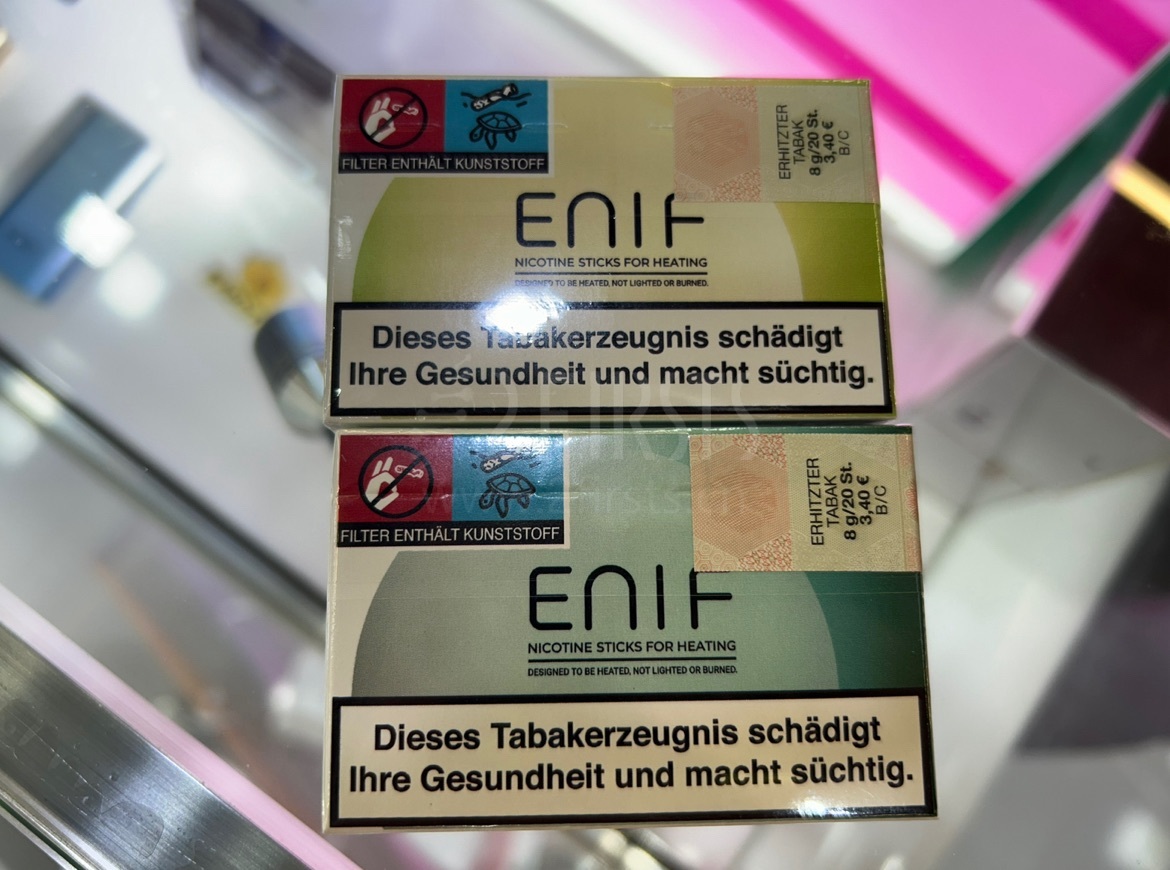 FILTER ENTHÄLT KUNSTSTOFF
ERHITZTER
TABAK
8 g/20 St.
3,40 €
B/C
ENIF
NICOTINE STICKS FOR HEATING
DESIGNED TO BE HEATED, NOT LIGHTED OR BURNED.
Dieses Tabakerzeugnis schädigt
Ihre Gesundheit und macht süchtig.
2FIRSTS
FILTER ENTHÄLT KUNSTSTOFF
ERHITZTER
TABAK
8 g/20 St.
3,40 €
B/C
ENIF
NICOTINE STICKS FOR HEATING
DESIGNED TO BE HEATED, NOT LIGHTED OR BURNED.
Dieses Tabakerzeugnis schädigt
Ihre Gesundheit und macht süchtig.